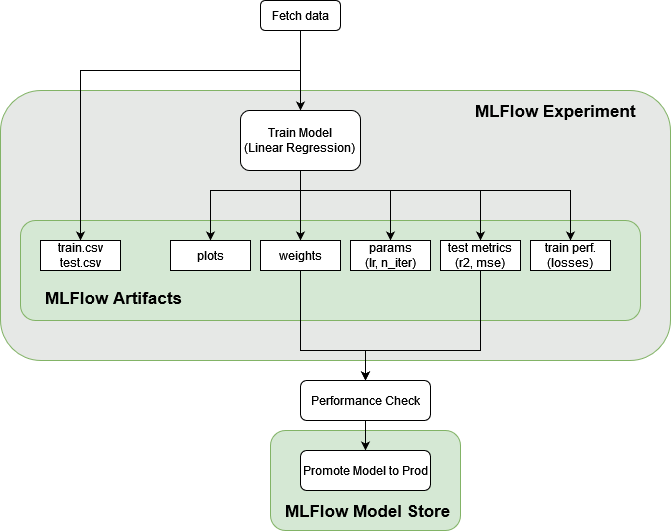 Fetch data
MLFlow Experiment
Train Model
(Linear Regression)
train.csv
test.csv
plots
weights
params
(lr, n_iter)
test metrics
(r2, mse)
train perf.
(losses)
MLFlow Artifacts
Performance Check
Promote Model to Prod
MLFlow Model Store